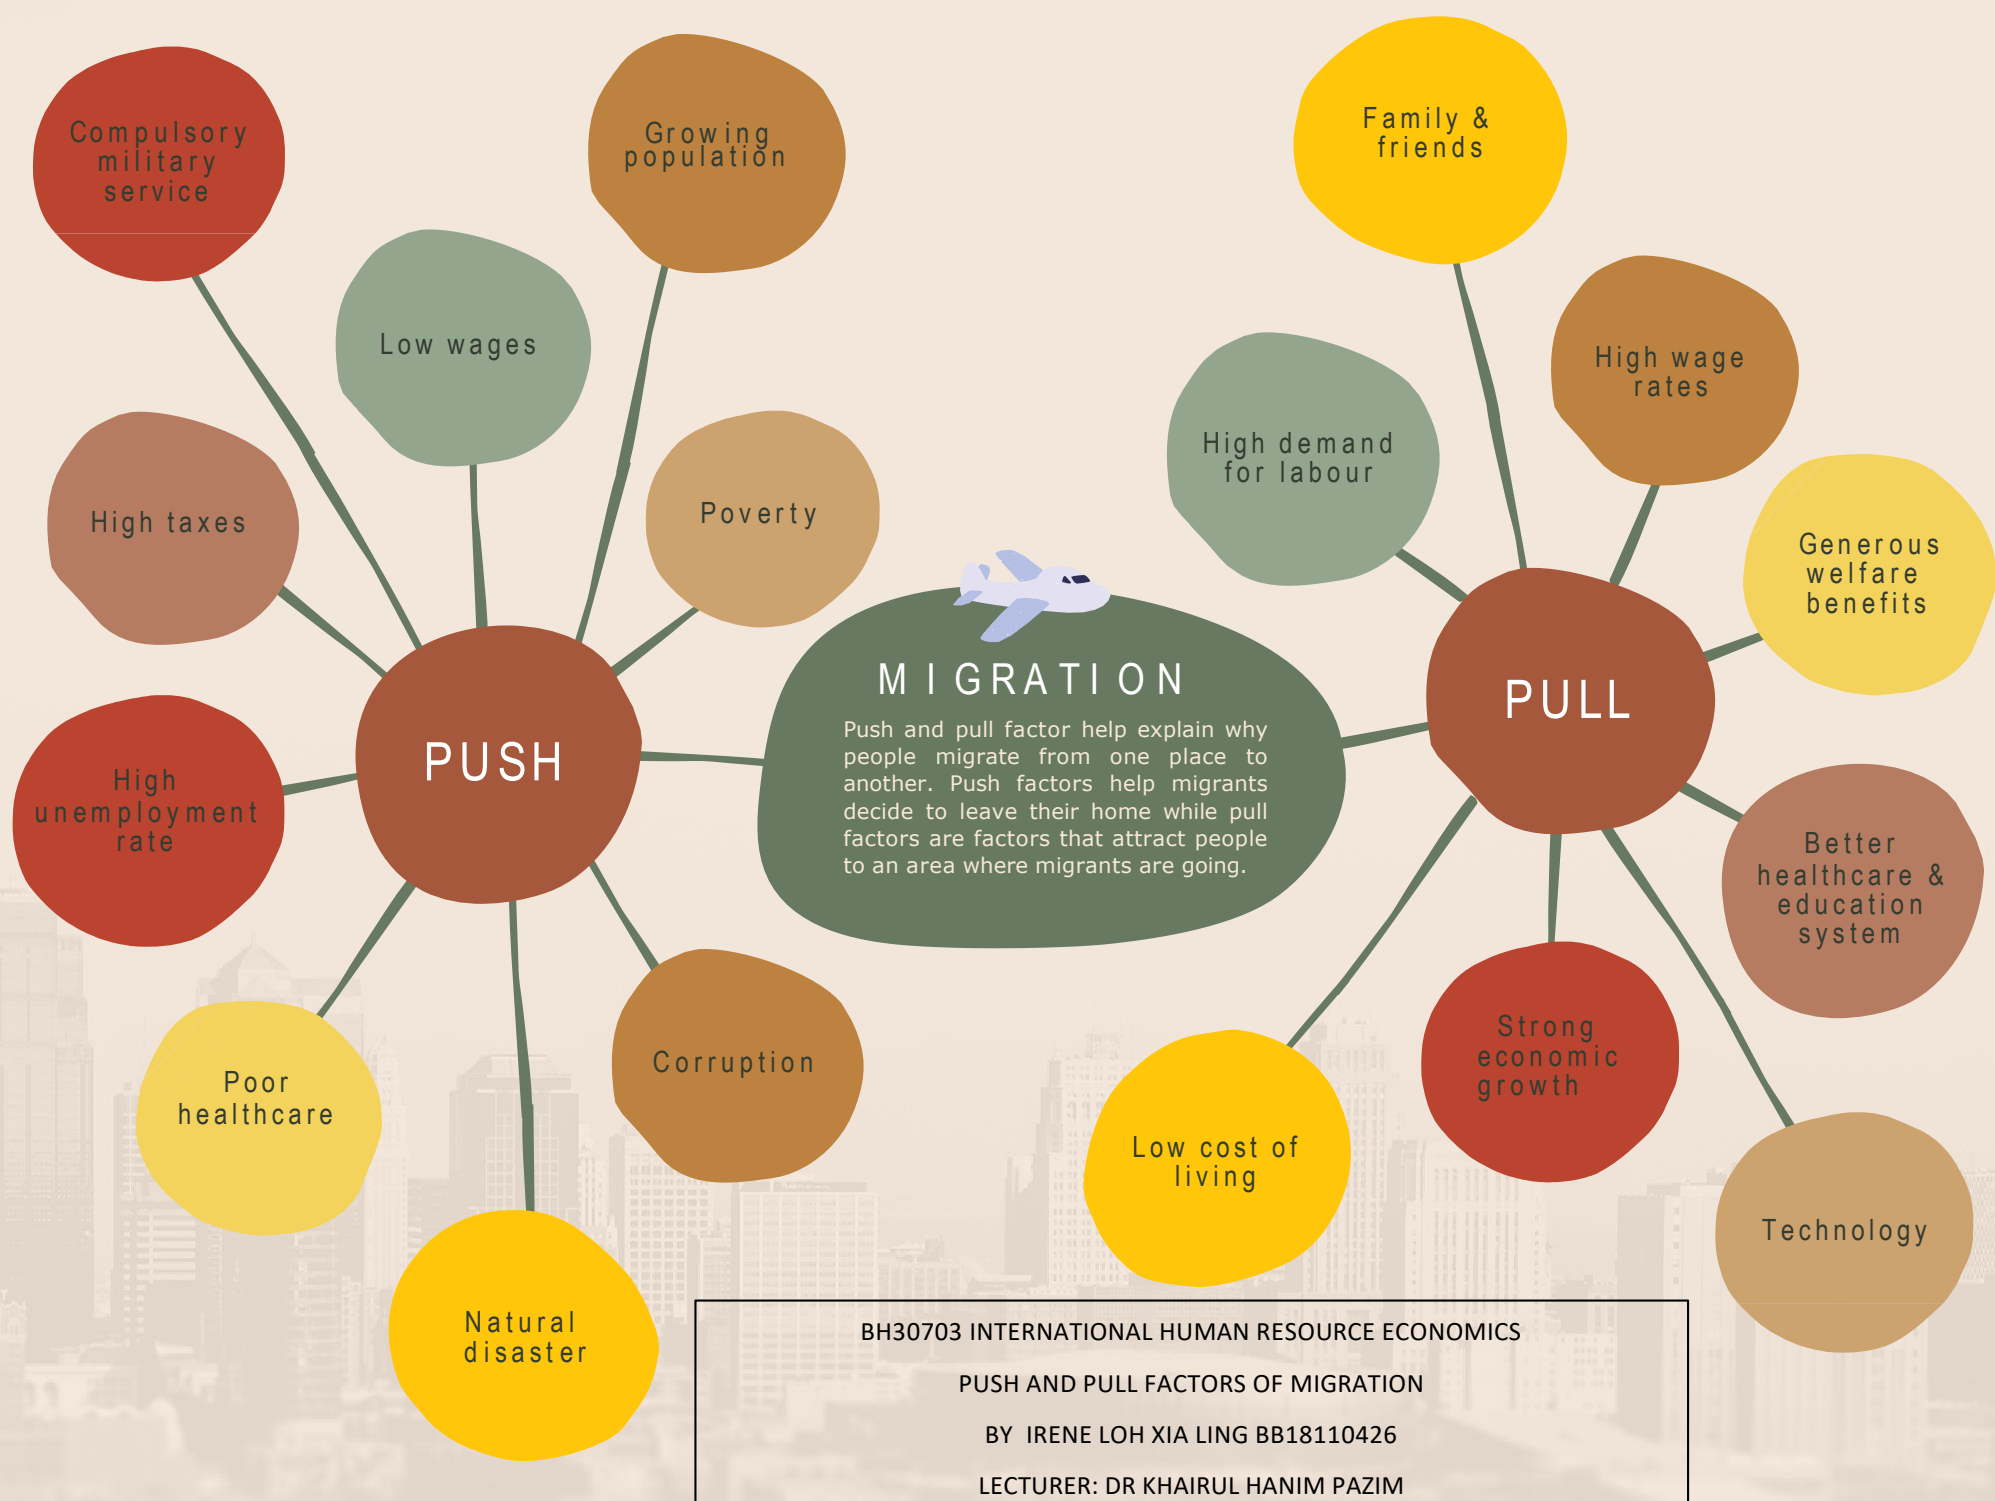 Compulsory
military
service
Growing
population
Low wages
High taxes
Poverty
High
unemployment
rate
PUSH
Poor
healthcare
Corruption
Natural
disaster
MIGRATION
Push and pull factor help explain why
people migrate from one place to
another. Push factors help migrants
decide to leave their home while pull
factors are factors that attract people
to an area where migrants are going.
Family &
friends
High wage
rates
High demand
for labour
Generous
welfare
benefits
PULL
Better
healthcare &
education
system
Strong
economic
growth
Low cost of
living
Technology
BH30703 INTERNATIONAL HUMAN RESOURCE ECONOMICS
PUSH AND PULL FACTORS OF MIGRATION
BY IRENE LOH XIA LING BB18110426
LECTURER: DR KHAIRUL HANIM PAZIM